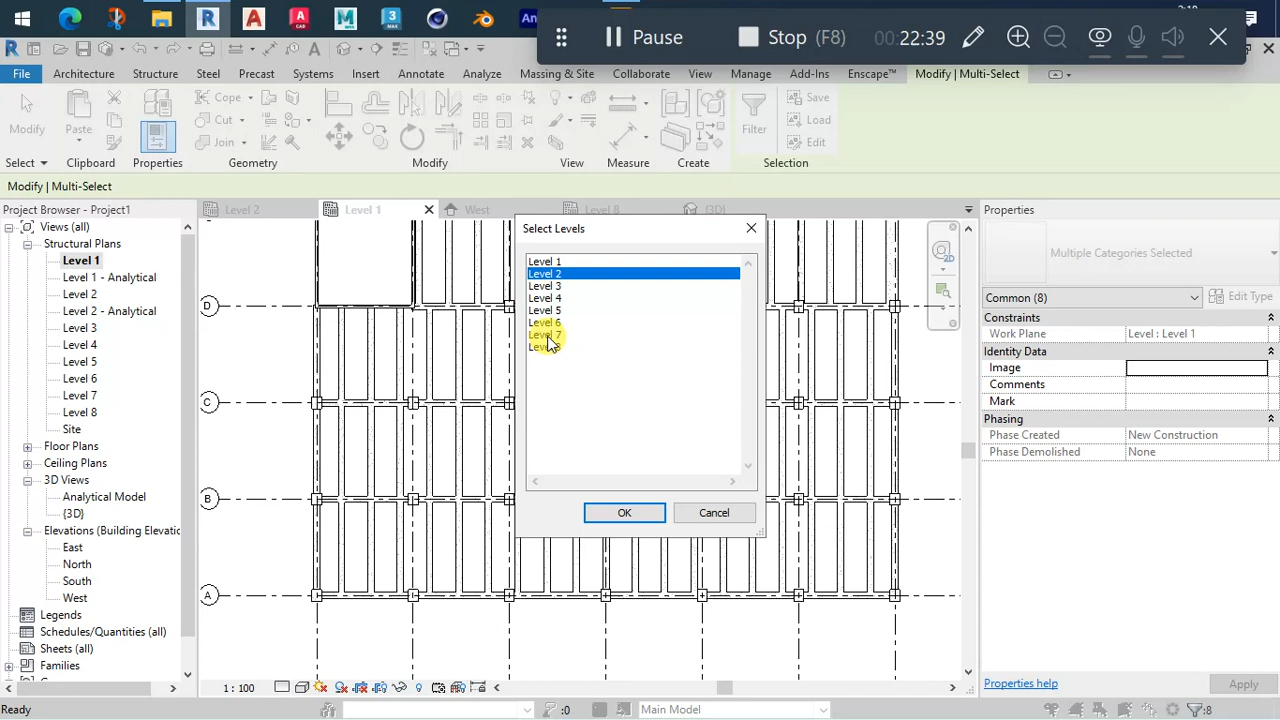 An
Pause
Stop (F8)
00:22:39
File
Architecture
Structure
Steel
Precast
Systems
Insert
Annotate
Analyze
Massing & Site
Collaborate
View
Manage
Add-Ins
Enscape™
Modify | Multi-Select
Modify
Paste
Cope
Cut
Join
Filter
Save
Load
Edit
Select
Clipboard
Properties
Geometry
Modify
View
Measure
Create
Selection
Modify | Multi-Select
Project Browser - Project1
Level 2
Level 1
West
Level 8
{3D}
Properties
Views (all)
Structural Plans
Level 1
Level 1 - Analytical
Level 2
Level 2 - Analytical
Level 3
Level 4
Level 5
Level 6
Level 7
Level 8
Site
Floor Plans
Ceiling Plans
3D Views
Analytical Model
{3D}
Elevations (Building Elevatic
East
North
South
West
Legends
Schedules/Quantities (all)
Sheets (all)
Families
D
C
B
A
Select Levels
Level 1
Level 2
Level 3
Level 4
Level 5
Level 6
Level 7
OK
Cancel
2D
Multiple Categories Selected
Common (8)
Edit Type
Constraints
Work Plane
Level : Level 1
Identity Data
Image
Comments
Mark
Phasing
Phase Created
New Construction
Phase Demolished
None
Properties help
Apply
1 : 100
Ready
:0
Main Model
:8